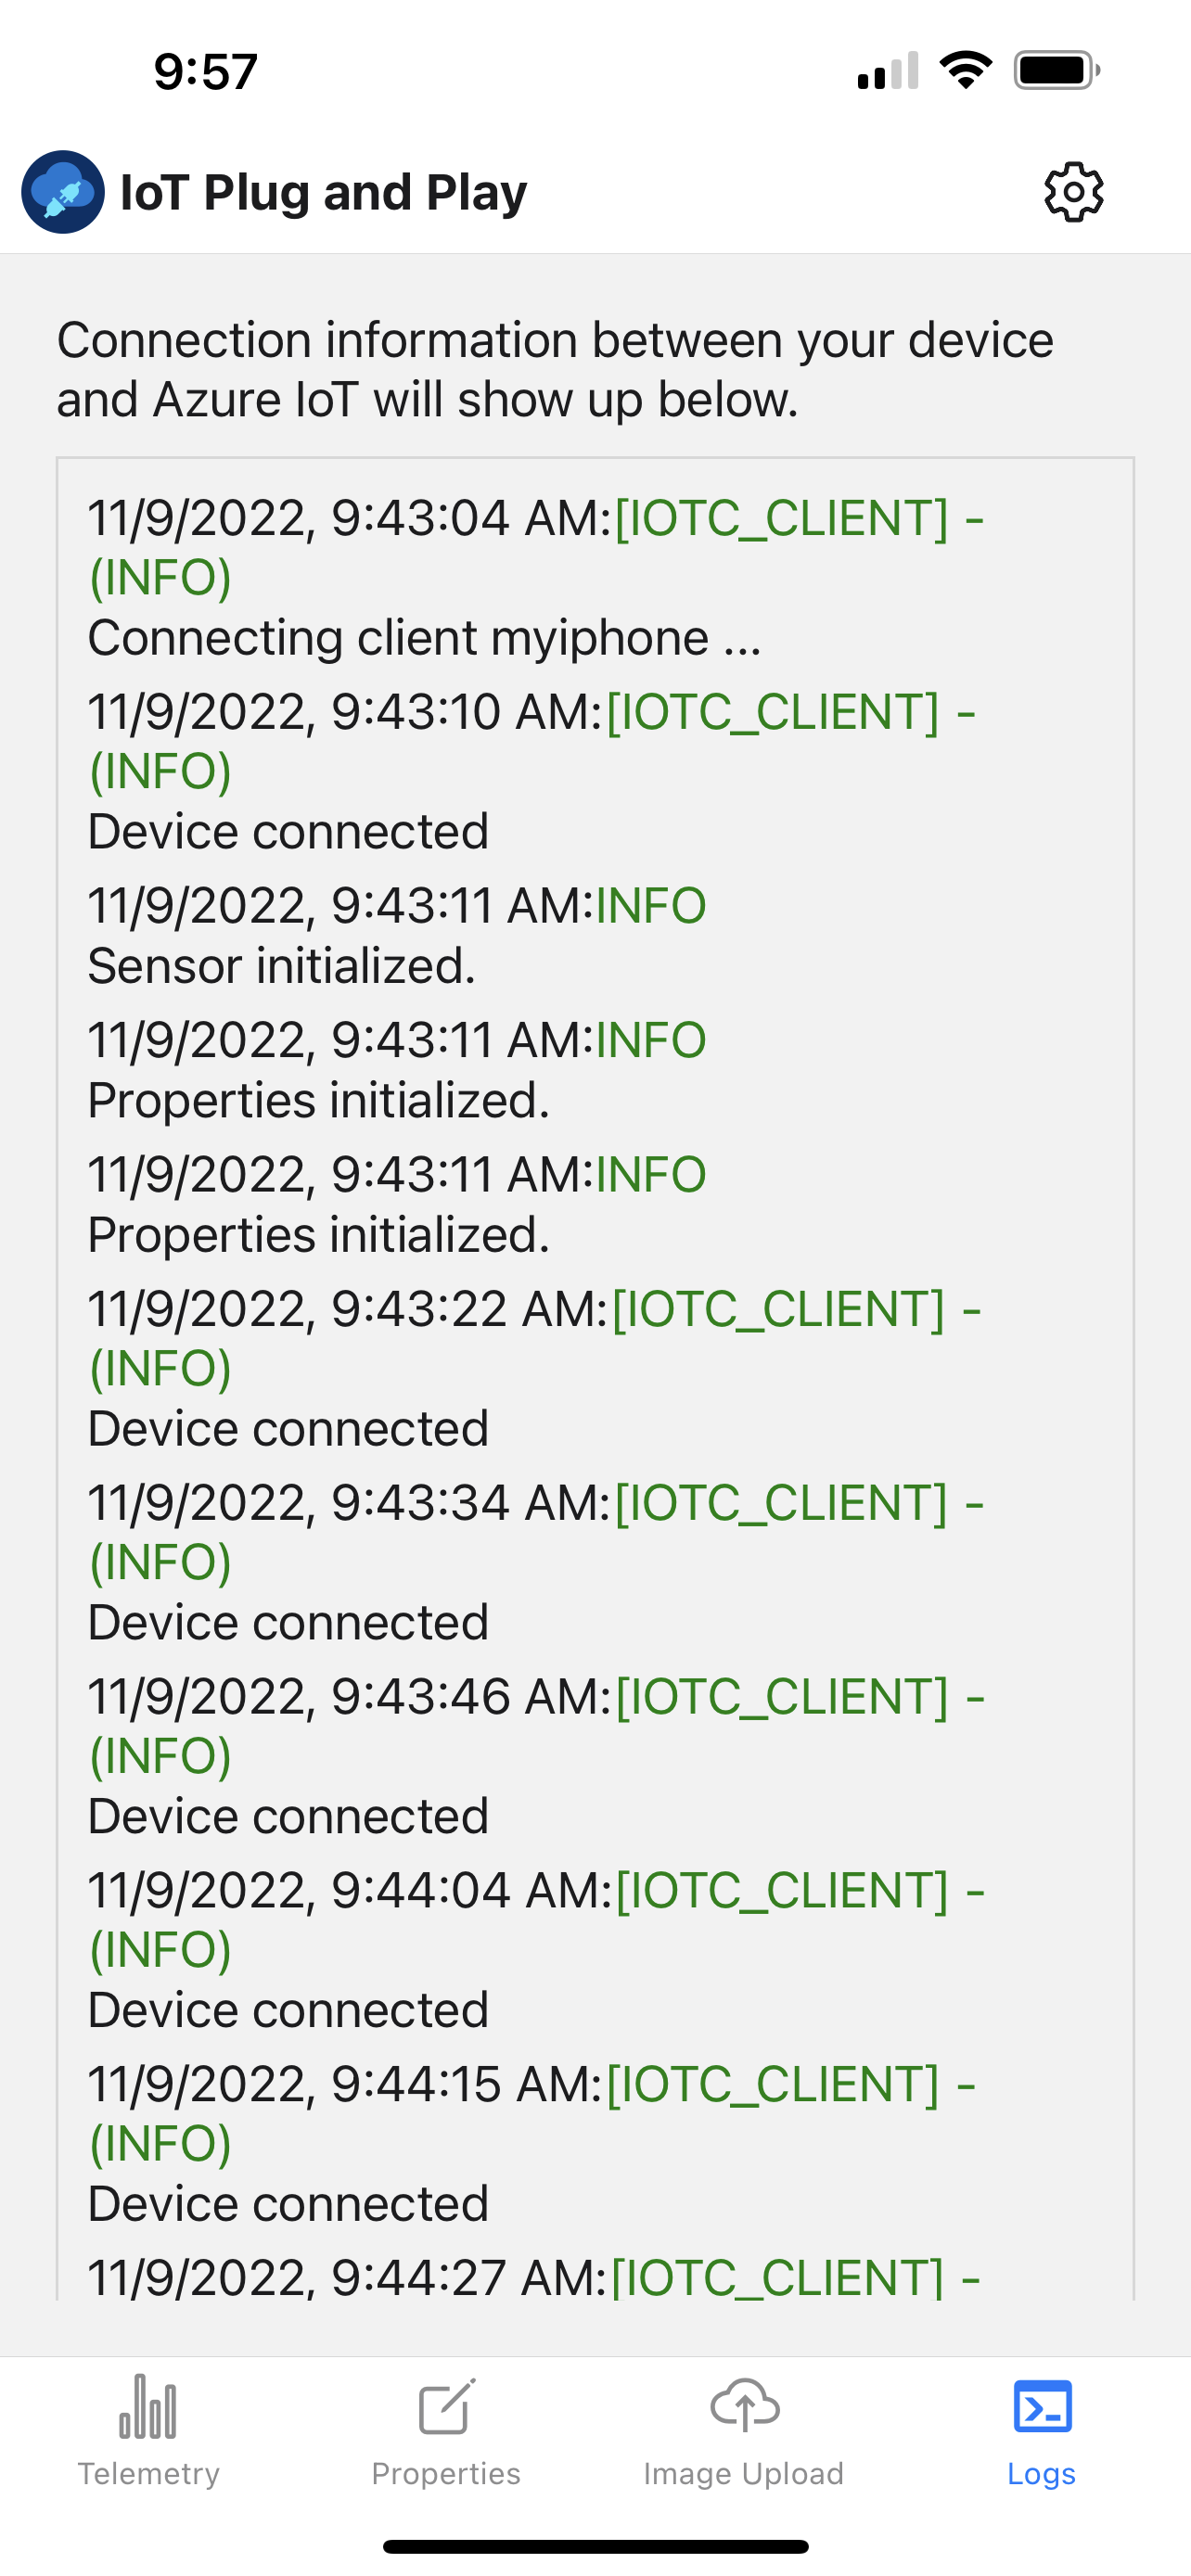 9:57
IoT Plug and Play
Connection information between your device
and Azure IoT will show up below.
11/9/2022, 9:43:04 AM:[IOTC_CLIENT] -
(INFO)
Connecting client myiphone ...
11/9/2022, 9:43:10 AM:[IOTC_CLIENT] -
(INFO)
Device connected
11/9/2022, 9:43:11 AM:INFO
Sensor initialized.
11/9/2022, 9:43:11 AM:INFO
Properties initialized.
11/9/2022, 9:43:11 AM:INFO
Properties initialized.
11/9/2022, 9:43:22 AM:[IOTC_CLIENT] -
(INFO)
Device connected
11/9/2022, 9:43:34 AM:[IOTC_CLIENT] -
(INFO)
Device connected
11/9/2022, 9:43:46 AM:[IOTC_CLIENT] -
(INFO)
Device connected
11/9/2022, 9:44:04 AM:[IOTC_CLIENT] -
(INFO)
Device connected
11/9/2022, 9:44:15 AM:[IOTC_CLIENT] -
(INFO)
Device connected
11/9/2022, 9:44:27 AM:[IOTC_CLIENT] -
Telemetry
Properties
Image Upload
Logs